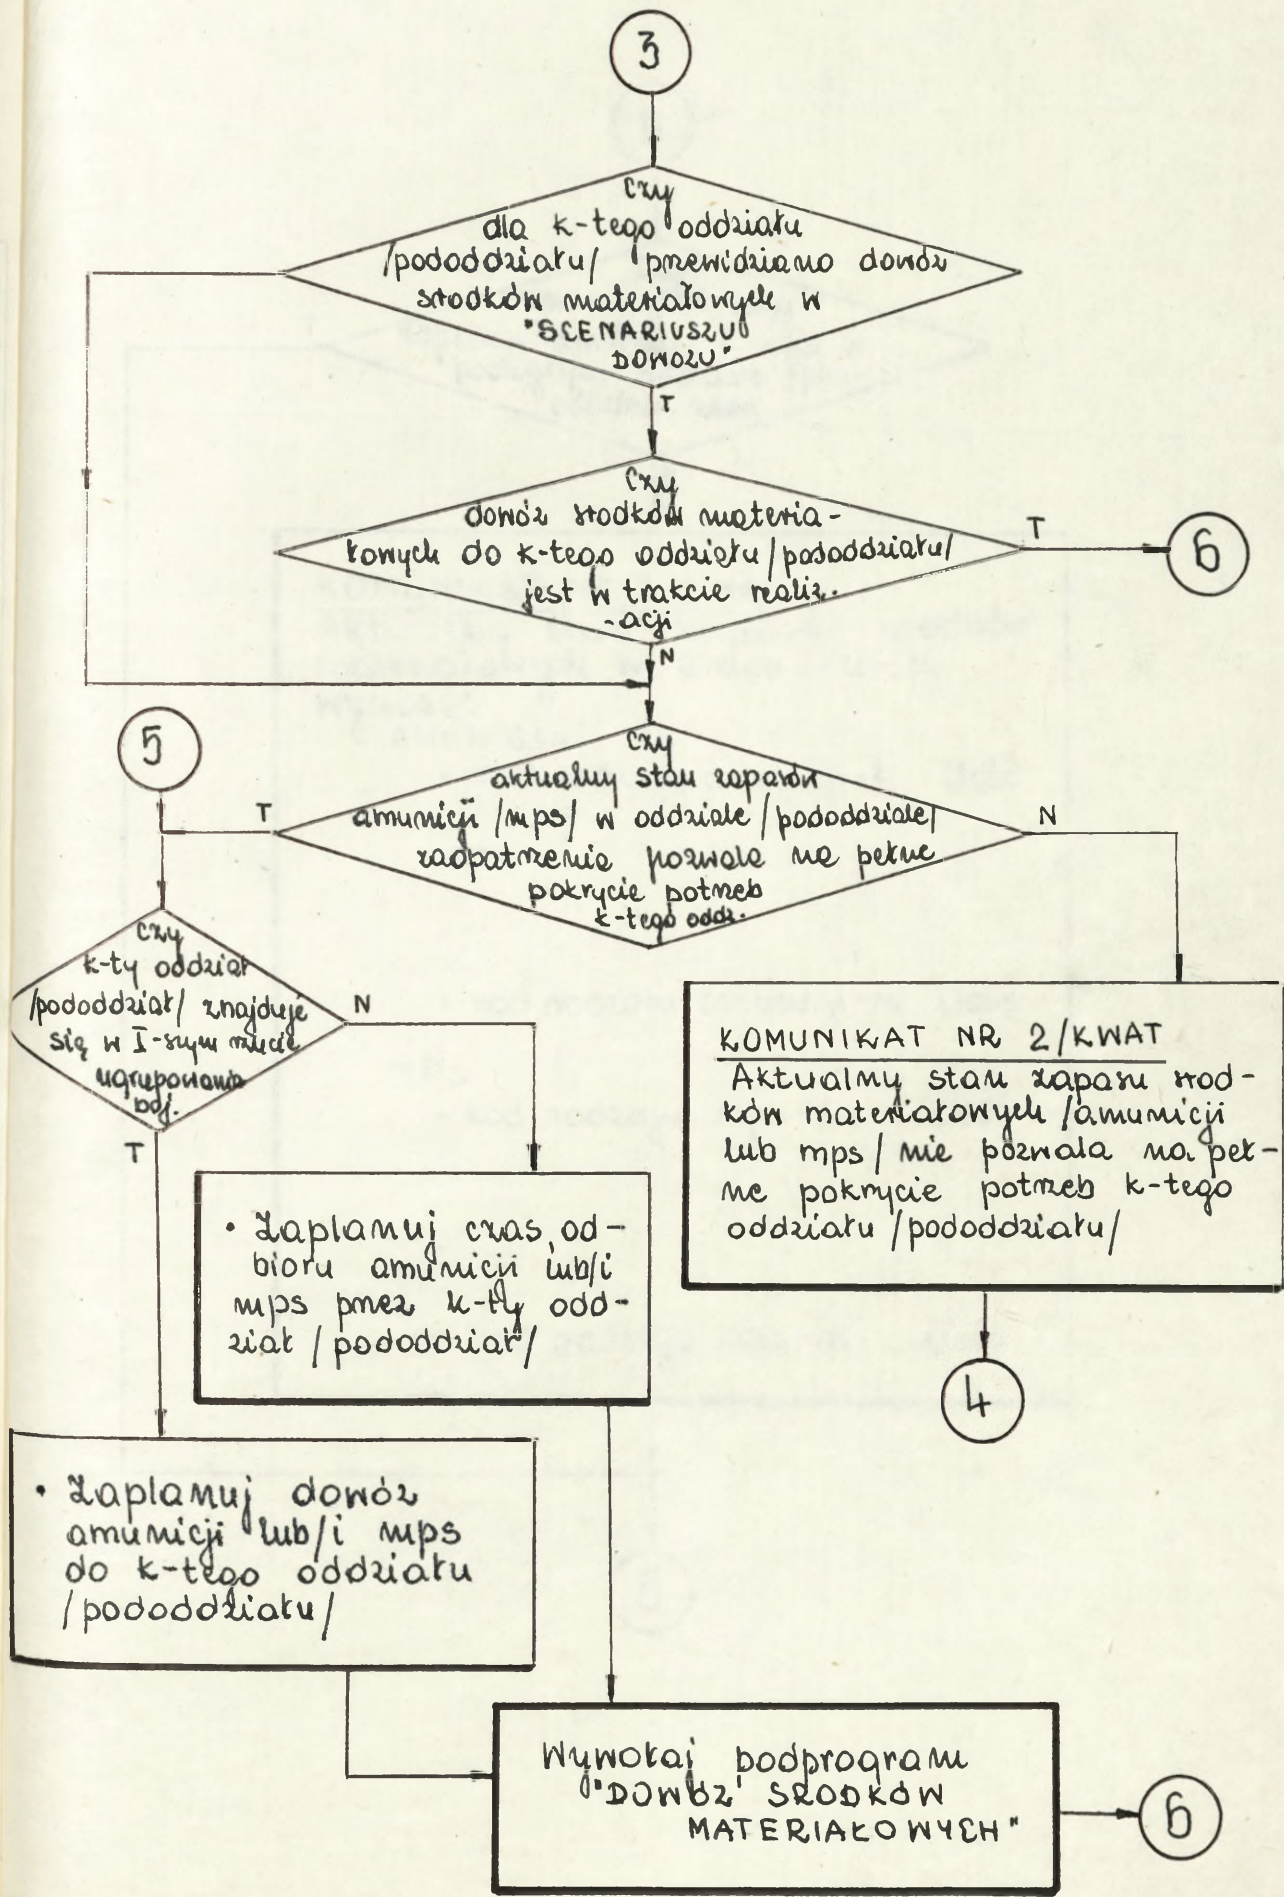 3
Czy
dla k-tego oddziału
/pododdziału/ przewidziano dowóz
środków materiałowych w
"SCENARIUSZU
DOWOZU"
T
Czy
dowóz środków materia-
łowych do k-tego oddziału /pododdziału/
jest w trakcie realiz.
-acji
T
6
N
5
Czy
aktualny stan zapasów
amunicji /mps/ w oddziale /pododdziale/
zaopatrzenia pozwala na pełne
pokrycie potrzeb
k-tego oddz.
T
N
czy
k-ty oddział
/pododdział/ znajduje
się w I-szym rzucie
ugrupowania
boj.
N
T
KOMUNIKAT NR 2/KWAT
Aktualny stan zapasu środ-
ków materiałowych /amunicji
lub mps/ nie pozwala na peł-
ne pokrycie potrzeb k-tego
oddziału /pododdziału/
• Zaplanuj czas od-
bioru amunicji lub/i
mps przez k-ty odd-
ział /pododdział/
4
• Zaplanuj dowóz
amunicji lub/i mps
do k-tego oddziału
/pododdziału/
Wywołaj podprogram
"DOWÓZ ŚRODKÓW
MATERIAŁOWYCH"
6